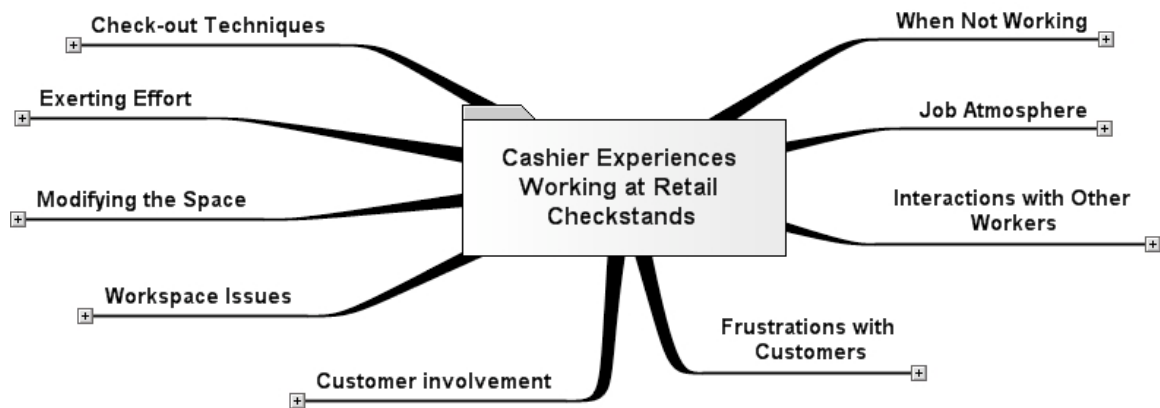 Cashier Experiences
Working at Retail
Checkstands
Check-out Techniques
Exerting Effort
Modifying the Space
Workspace Issues
Customer involvement
When Not Working
Job Atmosphere
Interactions with Other
Workers
Frustrations with
Customers